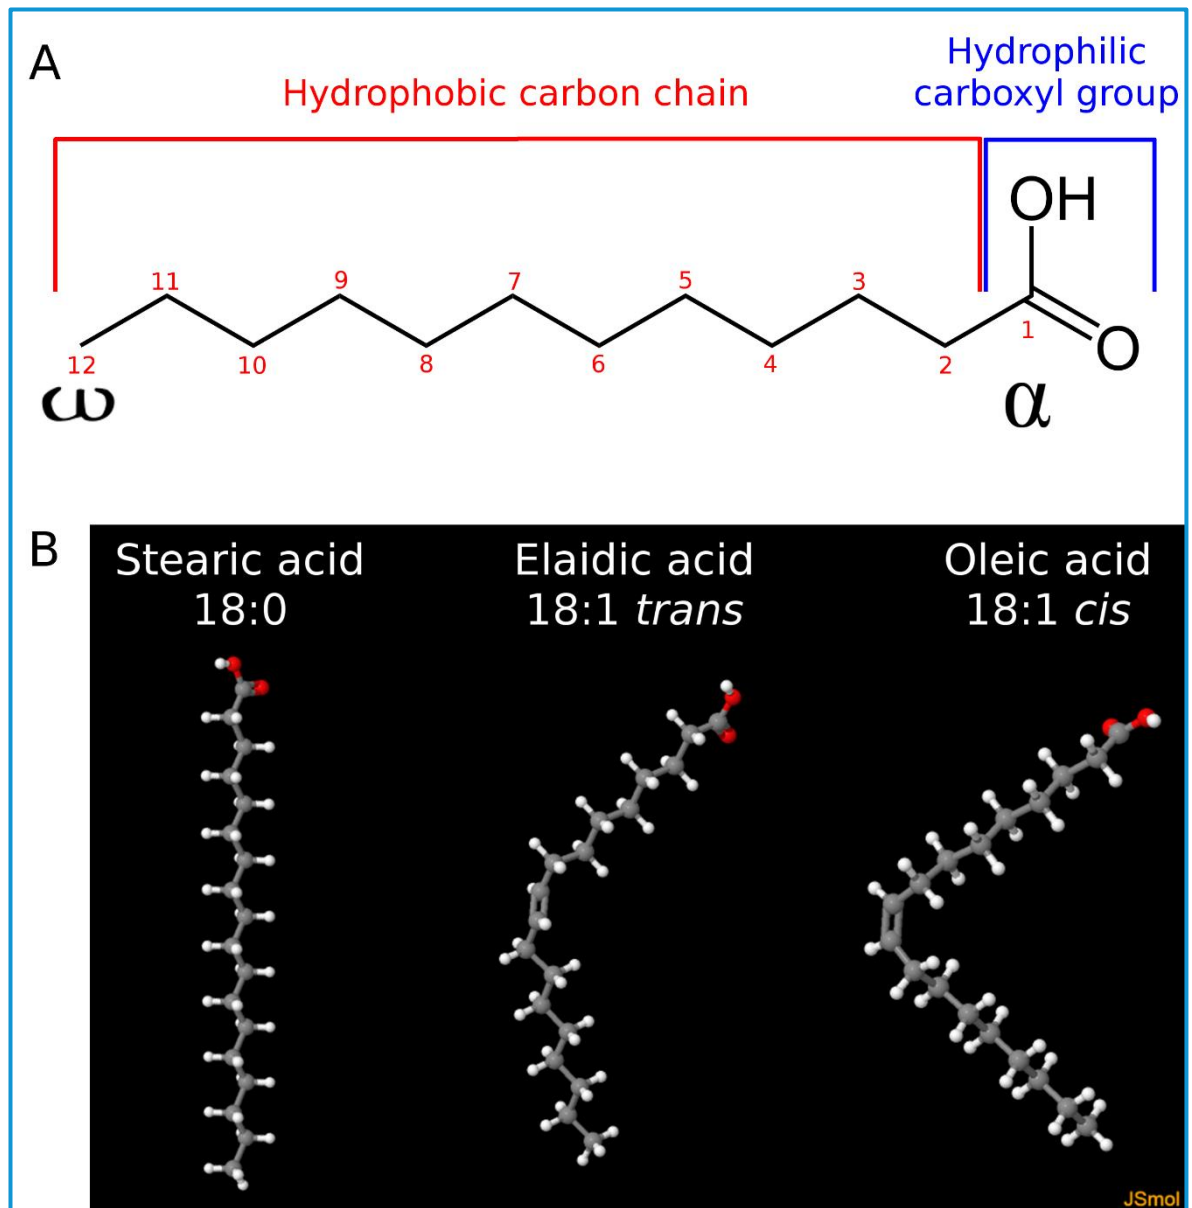 A
Hydrophobic carbon chain
Hydrophilic
carboxyl group
OH
11 9 7 5 3
1
O
12 10 8 6 4 2
ω
α
B
Stearic acid
18:0
Elaidic acid
18:1 trans
Oleic acid
18:1 cis
JSmol